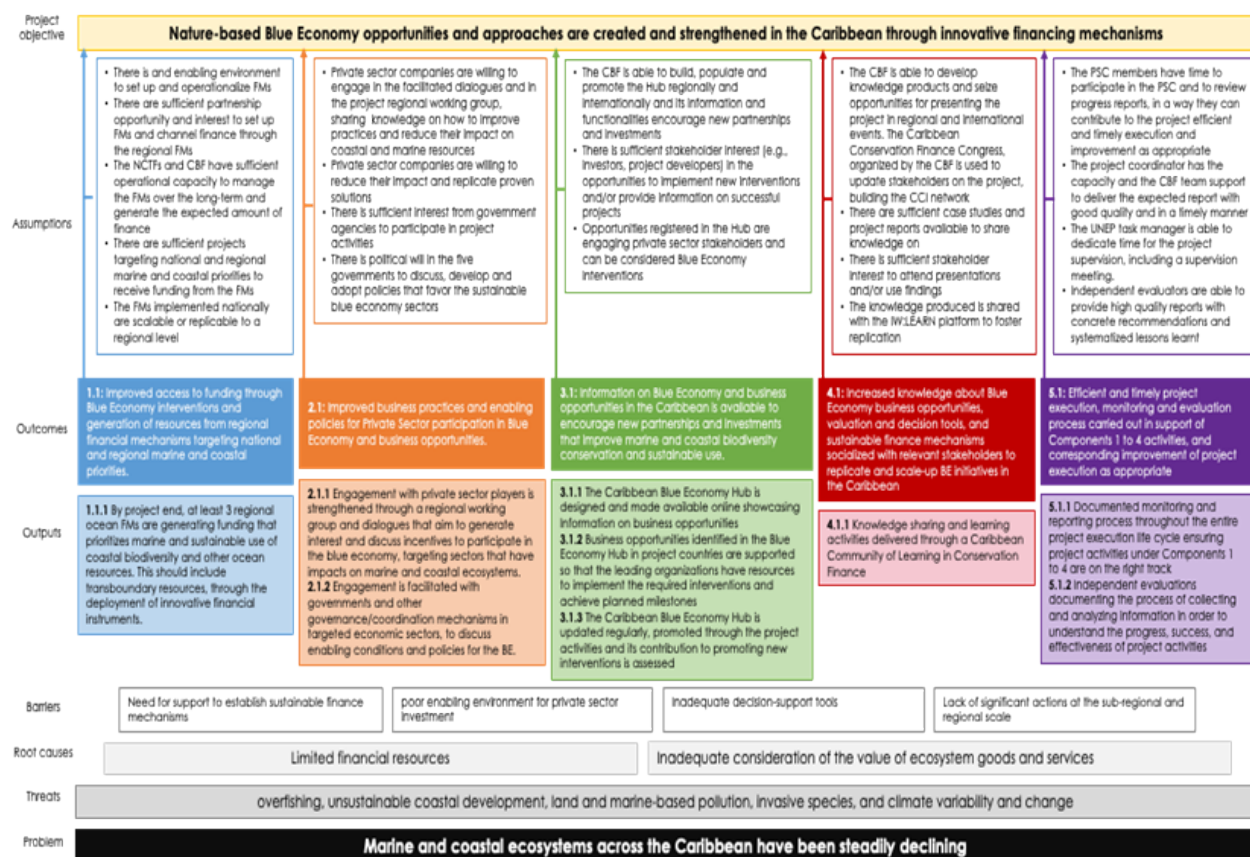 Project
objective
Nature-based Blue Economy opportunities and approaches are created and strengthened in the Caribbean through innovative financing mechanisms
Assumptions
• There is and enabling environment
to set up and operationalize FMs
• There are sufficient partnership
opportunity and interest to set up
FMs and channel finance through
the regional FMs
• The NCTFs and CBF have sufficient
operational capacity to manage
the FMs over the long-term and
generate the expected amount of
finance
• There are sufficient projects
targeting national and regional
marine and coastal priorities to
receive funding from the FMs
• The FMs implemented nationally
are scalable or replicable to a
regional level
• Private sector companies are willing to
engage in the facilitated dialogues and in
the project regional working group,
sharing knowledge on how to improve
practices and reduce their impact on
coastal and marine resources
• Private sector companies are willing to
reduce their impact and replicate proven
solutions
• There is sufficient interest from government
agencies to participate in project
activities
• There is political will in the five
governments to discuss, develop and
adopt policies that favor the sustainable
blue economy sectors
• The CBF is able to build, populate and
promote the Hub regionally and
internationally and its information and
functionalities encourage new partnerships
and investments
• There is sufficient stakeholder interest (e.g.,
investors, project developers) in the
opportunities to implement new interventions
and/or provide information on successful
projects
• Opportunities registered in the Hub are
engaging private sector stakeholders and
can be considered Blue Economy
interventions
• The CBF is able to develop
knowledge products and seize
opportunities for presenting the
project in regional and international
events. The Caribbean
Conservation Finance Congress,
organized by the CBF is used to
update stakeholders on the project,
building the CCI network
• There are sufficient case studies and
project reports available to share
knowledge on
• There is sufficient stakeholder
interest to attend presentations
and/or use findings
• The knowledge produced is shared
with the IW:LEARN platform to foster
replication
• The PSC members have time to
participate in the PSC and to review
progress reports, in a way they can
contribute to the project efficient
and timely execution and
improvement as appropriate
• The project coordinator has the
capacity and the CBF team support
to deliver the expected report with
good quality and in a timely manner
• The UNEP task manager is able to
dedicate time for the project
supervision, including a supervision
meeting.
• Independent evaluators are able to
provide high quality reports with
concrete recommendations and
systematized lessons learnt
Outcomes
1.1: Improved access to funding through
Blue Economy interventions and
generation of resources from regional
financial mechanisms targeting national
and regional marine and coastal
priorities.
2.1: Improved business practices and enabling
policies for Private Sector participation in Blue
Economy and business opportunities.
3.1: Information on Blue Economy and business
opportunities in the Caribbean is available to
encourage new partnerships and investments
that improve marine and coastal biodiversity
conservation and sustainable use.
4.1: Increased knowledge about Blue
Economy business opportunities,
valuation and decision tools, and
sustainable finance mechanisms
socialized with relevant stakeholders to
replicate and scale-up BE initiatives in
the Caribbean
5.1: Efficient and timely project
execution, monitoring and evaluation
process carried out in support of
Components 1 to 4 activities, and
corresponding improvement of project
execution as appropriate
Outputs
1.1.1 By project end, at least 3 regional
ocean FMs are generating funding that
prioritizes marine and sustainable use of
coastal biodiversity and other ocean
resources. This should include
transboundary resources, through the
deployment of innovative financial
instruments.
2.1.1 Engagement with private sector players is
strengthened through a regional working
group and dialogues that aim to generate
interest and discuss incentives to participate in
the blue economy, targeting sectors that have
impacts on marine and coastal ecosystems.
2.1.2 Engagement is facilitated with
governments and other
governance/coordination mechanisms in
targeted economic sectors, to discuss
enabling conditions and policies for the BE.
3.1.1 The Caribbean Blue Economy Hub is
designed and made available online showcasing
information on business opportunities
3.1.2 Business opportunities identified in the Blue
Economy Hub in project countries are supported
so that the leading organizations have resources
to implement the required interventions and
achieve planned milestones
3.1.3 The Caribbean Blue Economy Hub is
updated regularly, promoted through the project
activities and its contribution to promoting new
interventions is assessed
4.1.1 Knowledge sharing and learning
activities delivered through a Caribbean
Community of Learning in Conservation
Finance
5.1.1 Documented monitoring and
reporting process throughout the entire
project execution life cycle ensuring
project activities under Components 1
to 4 are on the right track
5.1.2 Independent evaluations
documenting the process of collecting
and analyzing information in order to
understand the progress, success, and
effectiveness of project activities
Barriers
Need for support to establish sustainable finance
mechanisms
poor enabling environment for private sector
investment
Inadequate decision-support tools
Lack of significant actions at the sub-regional and
regional scale
Root causes
Limited financial resources
Inadequate consideration of the value of ecosystem goods and services
Threats
overfishing, unsustainable coastal development, land and marine-based pollution, invasive species, and climate variability and change
Problem
Marine and coastal ecosystems across the Caribbean have been steadily declining